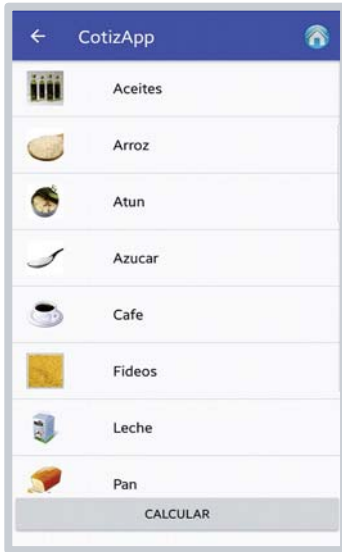 CotizApp
Aceites
Arroz
Atun
Azucar
Cafe
Fideos
Leche
Pan
CALCULAR